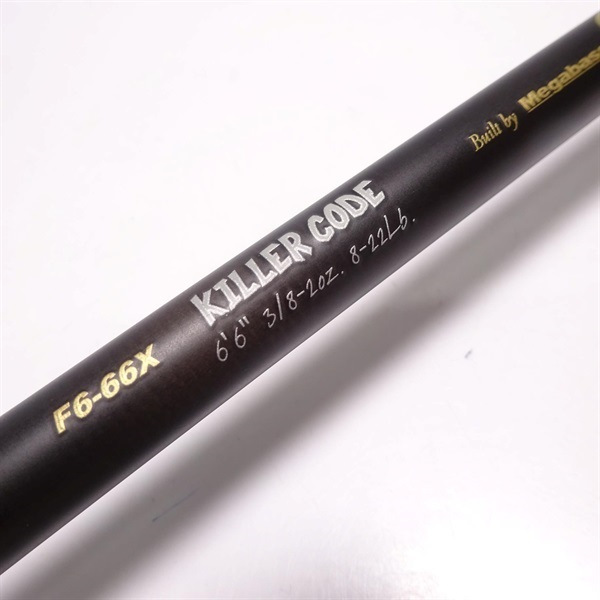 F6-66X
KILLER CODE
6'6" 3/8-2oz. 8-22Lb.
Built by Megabass